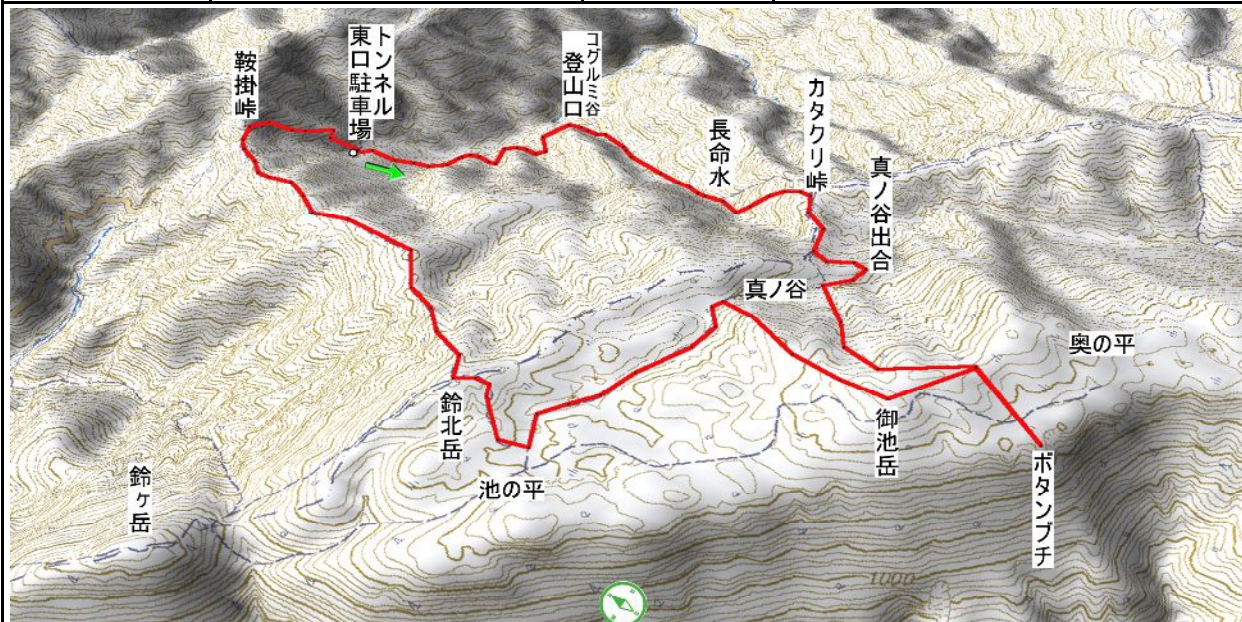 鞍掛峠
トンネル
東口駐車場
コグルミ谷
登山口
長命水
カタクリ峠
真ノ谷出合
真ノ谷
奥の平
鈴北岳
池の平
御池岳
ボタンブチ
鈴ヶ岳
1000